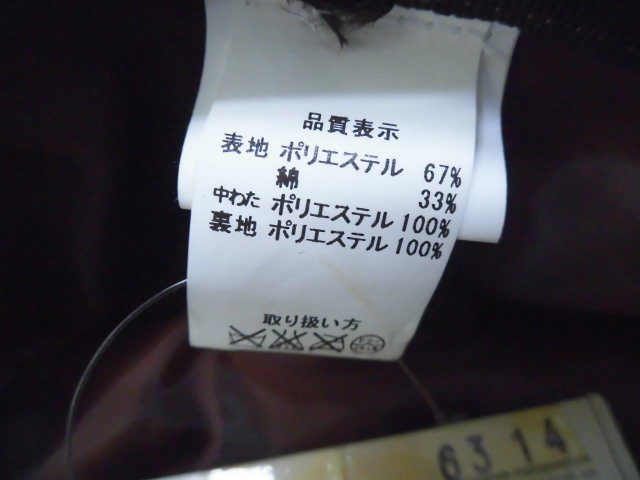 品質表示
表地 ポリエステル 67%
綿 33%
中わた ポリエステル 100%
裏地 ポリエステル 100%
取り扱い方
6314